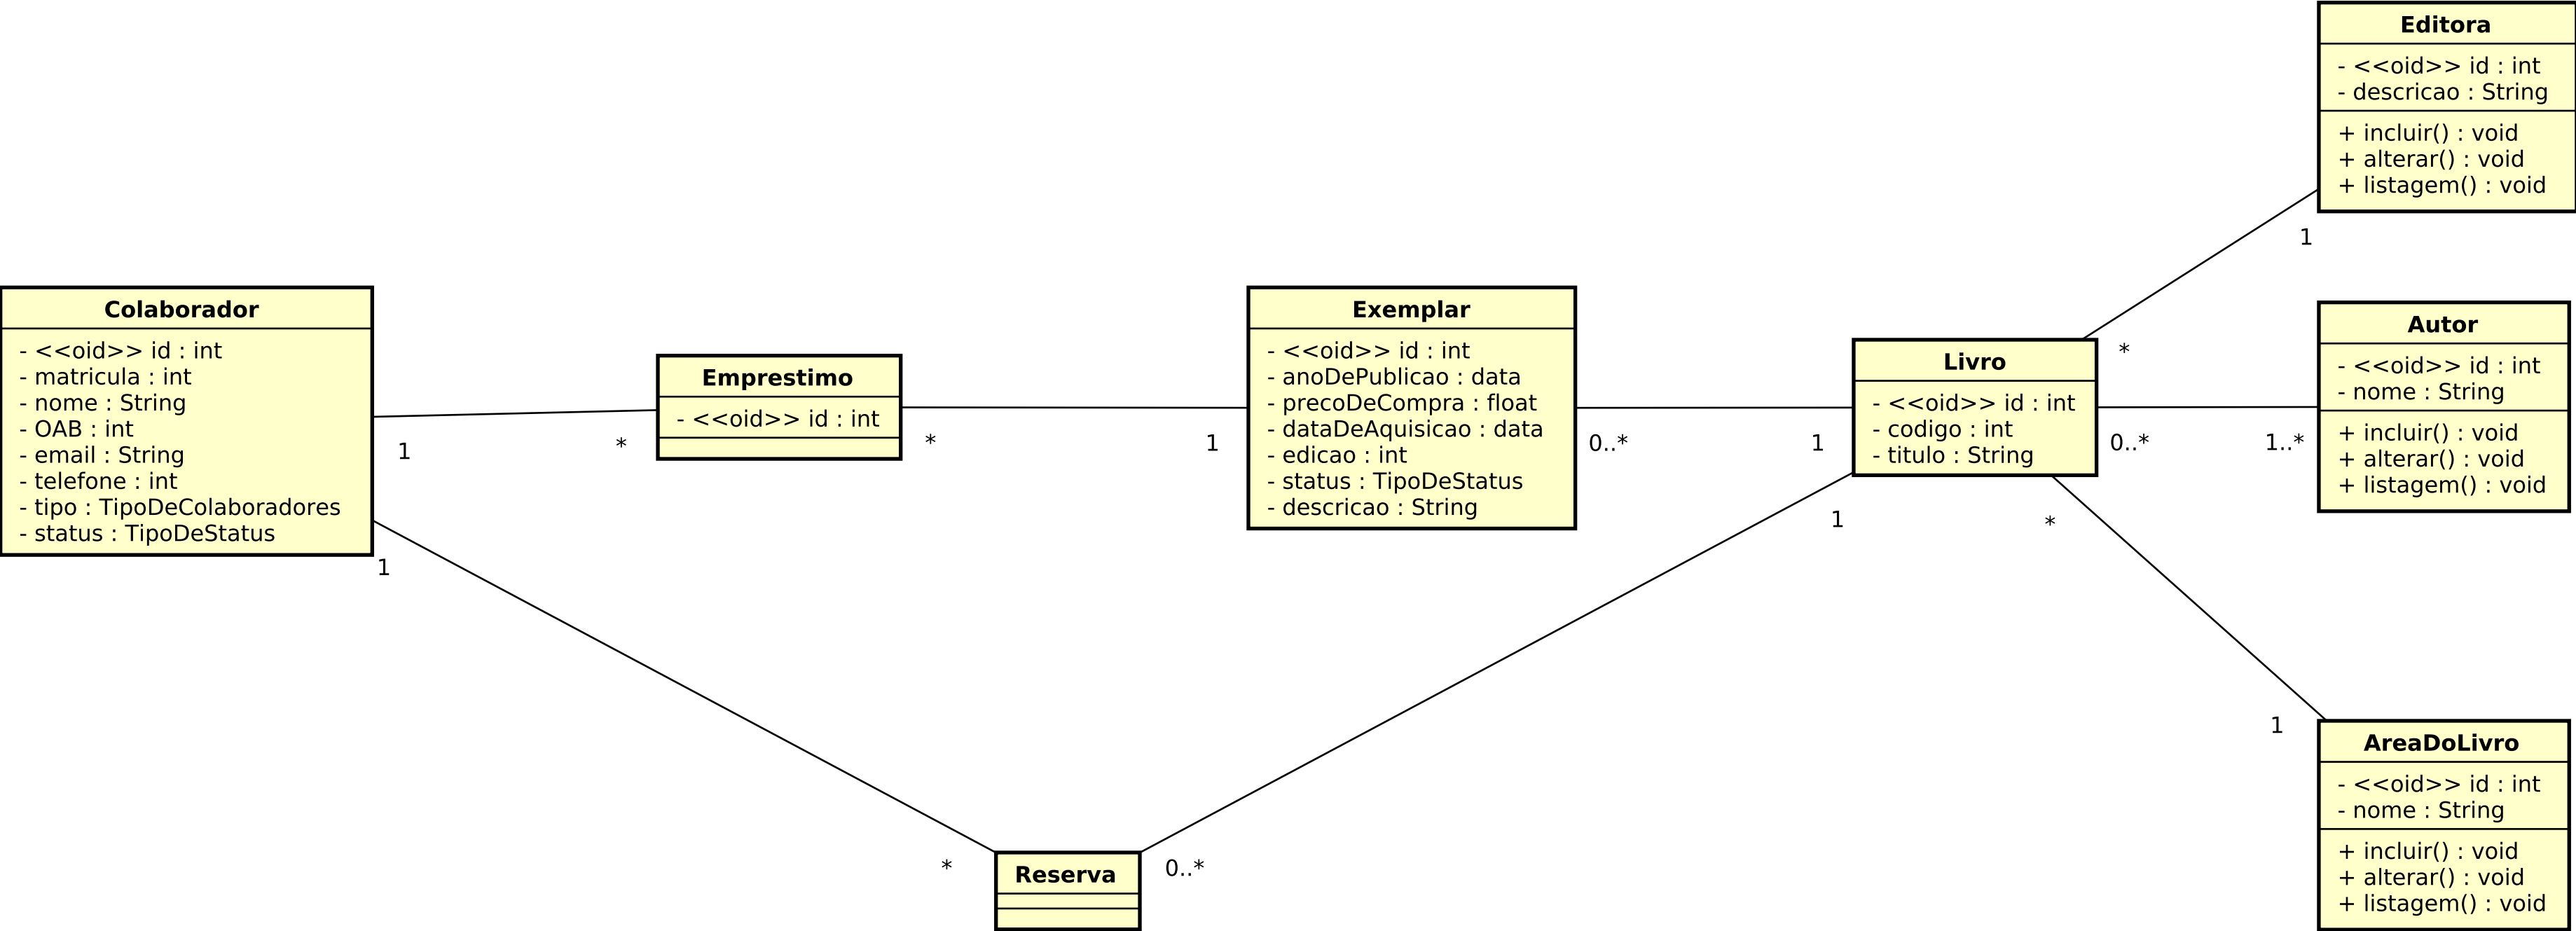 Editora
- <<oid>> id : int
- descricao : String
+ incluir() : void
+ alterar() : void
+ listagem() : void
1
Colaborador
- <<oid>> id : int
- matricula : int
- nome : String
- OAB : int
- email : String
- telefone : int
- tipo : TipoDeColaboradores
- status : TipoDeStatus
1
*
1
Emprestimo
- <<oid>> id : int
*
1
Exemplar
- <<oid>> id : int
- anoDePublicao : data
- precoDeCompra : float
- dataDeAquisicao : data
- edicao : int
- status : TipoDeStatus
- descricao : String
0..*
1
Livro
- <<oid>> id : int
- codigo : int
- titulo : String
*
0..*
1..*
1
*
Autor
- <<oid>> id : int
- nome : String
+ incluir() : void
+ alterar() : void
+ listagem() : void
1
AreaDoLivro
- <<oid>> id : int
- nome : String
+ incluir() : void
+ alterar() : void
+ listagem() : void
*
Reserva
0..*